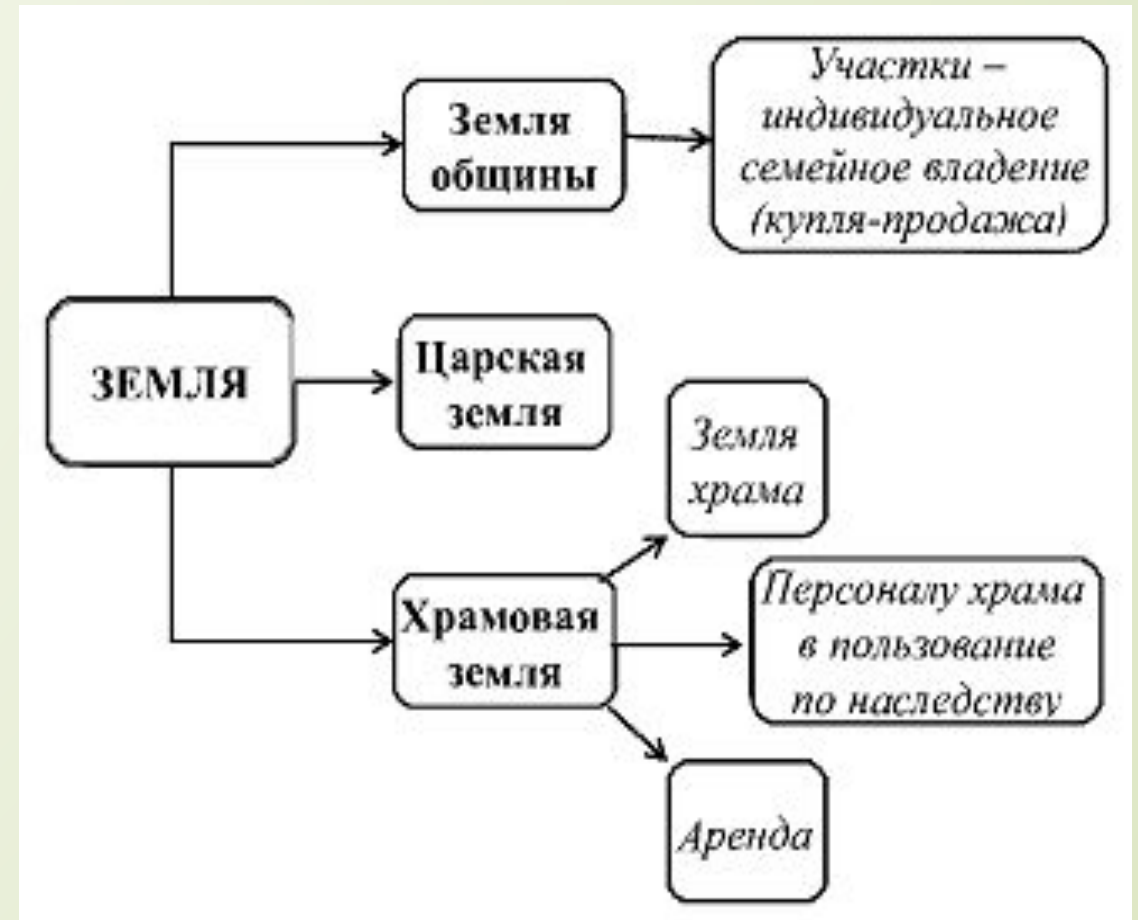 Земля
общины
Участки –
индивидуальное
семейное владение
(купля-продажа)
ЗЕМЛЯ
Царская
земля
Земля
храма
Храмовая
земля
Персоналу храма
в пользование
по наследству
Аренда